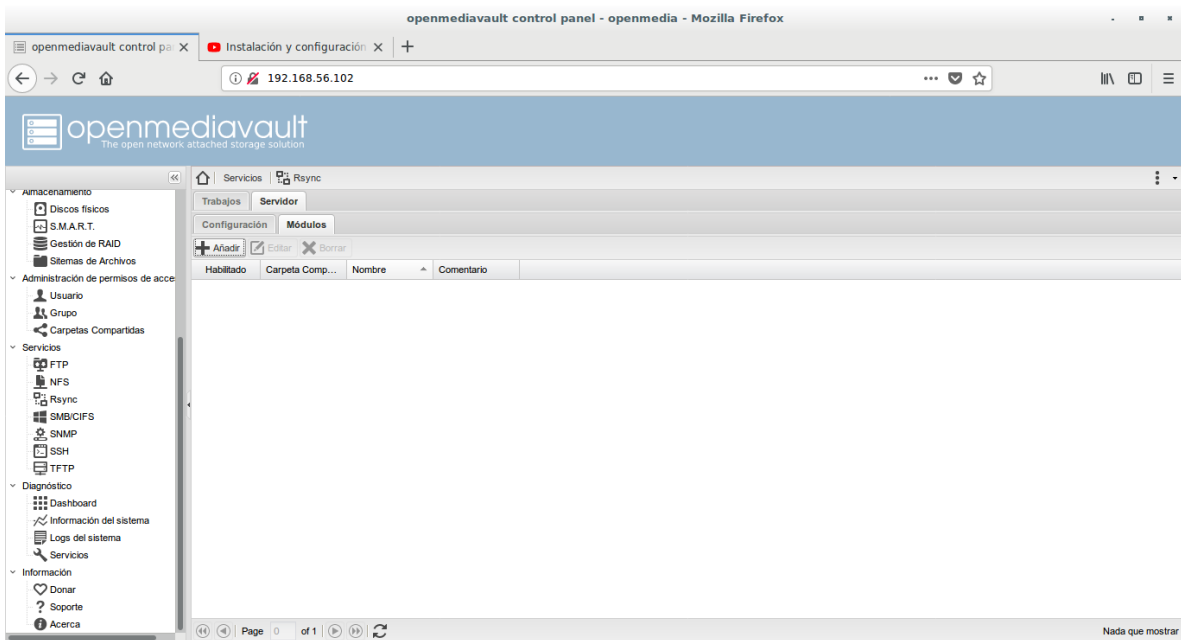 openmediavault control panel - openmedia - Mozilla Firefox
openmediavault control pa
Instalación y configuración
192.168.56.102
openmediavault
The open network attached storage solution
Servicios
Rsync
Almacenamiento
Discos físicos
S.M.A.R.T.
Gestión de RAID
Sitemas de Archivos
Administración de permisos de acce
Usuario
Grupo
Carpetas Compartidas
Servicios
FTP
NFS
Rsync
SMB/CIFS
SNMP
SSH
TFTP
Diagnóstico
Dashboard
Información del sistema
Logs del sistema
Servicios
Información
Donar
Soporte
Acerca
Trabajos
Servidor
Configuración
Módulos
Añadir
Editar
Borrar
Habilitado
Carpeta Comp...
Nombre
Comentario
Page 0 of 1
Nada que mostrar